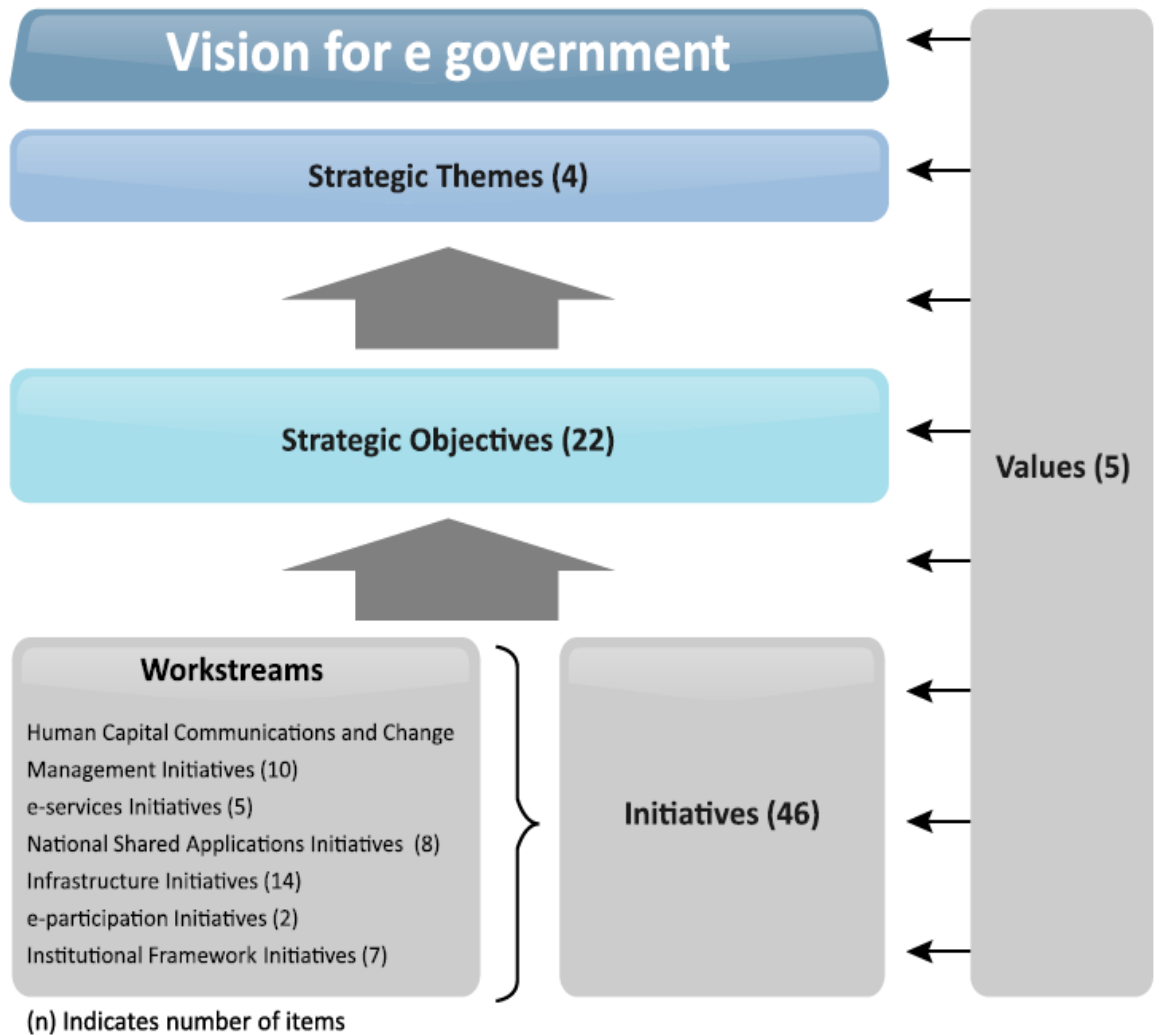 Vision for e government
Strategic Themes (4)
Strategic Objectives (22)
Values (5)
Workstreams
Human Capital Communications and Change
Management Initiatives (10)
e-services Initiatives (5)
National Shared Applications Initiatives (8)
Infrastructure Initiatives (14)
e-participation Initiatives (2)
Institutional Framework Initiatives (7)
Initiatives (46)
(n) Indicates number of items